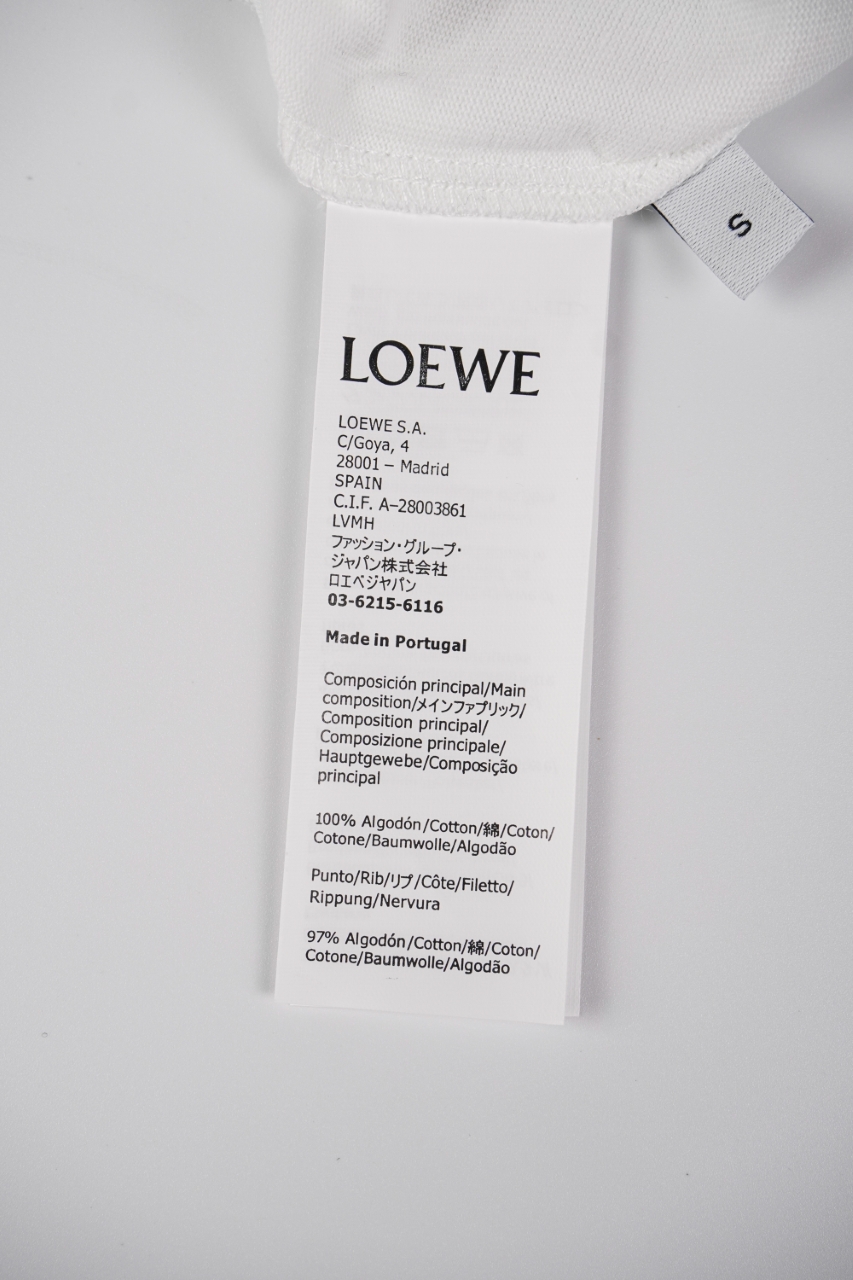 S
LOEWE
LOEWE S.A.
C/Goya, 4
28001 – Madrid
SPAIN
C.I.F. A–28003861
LVMH
ファッション・グループ・
ジャパン株式会社
ロエベジャパン
03-6215-6116
Made in Portugal
Composición principal/Main
composition/メインファブリック/
Composition principal/
Composizione principale/
Hauptgewebe/Composição
principal
100% Algodón/Cotton/綿/Coton/
Cotone/Baumwolle/Algodão
Punto/Rib/リブ/Côte/Filetto/
Rippung/Nervura
97% Algodón/Cotton/綿/Coton/
Cotone/Baumwolle/Algodão